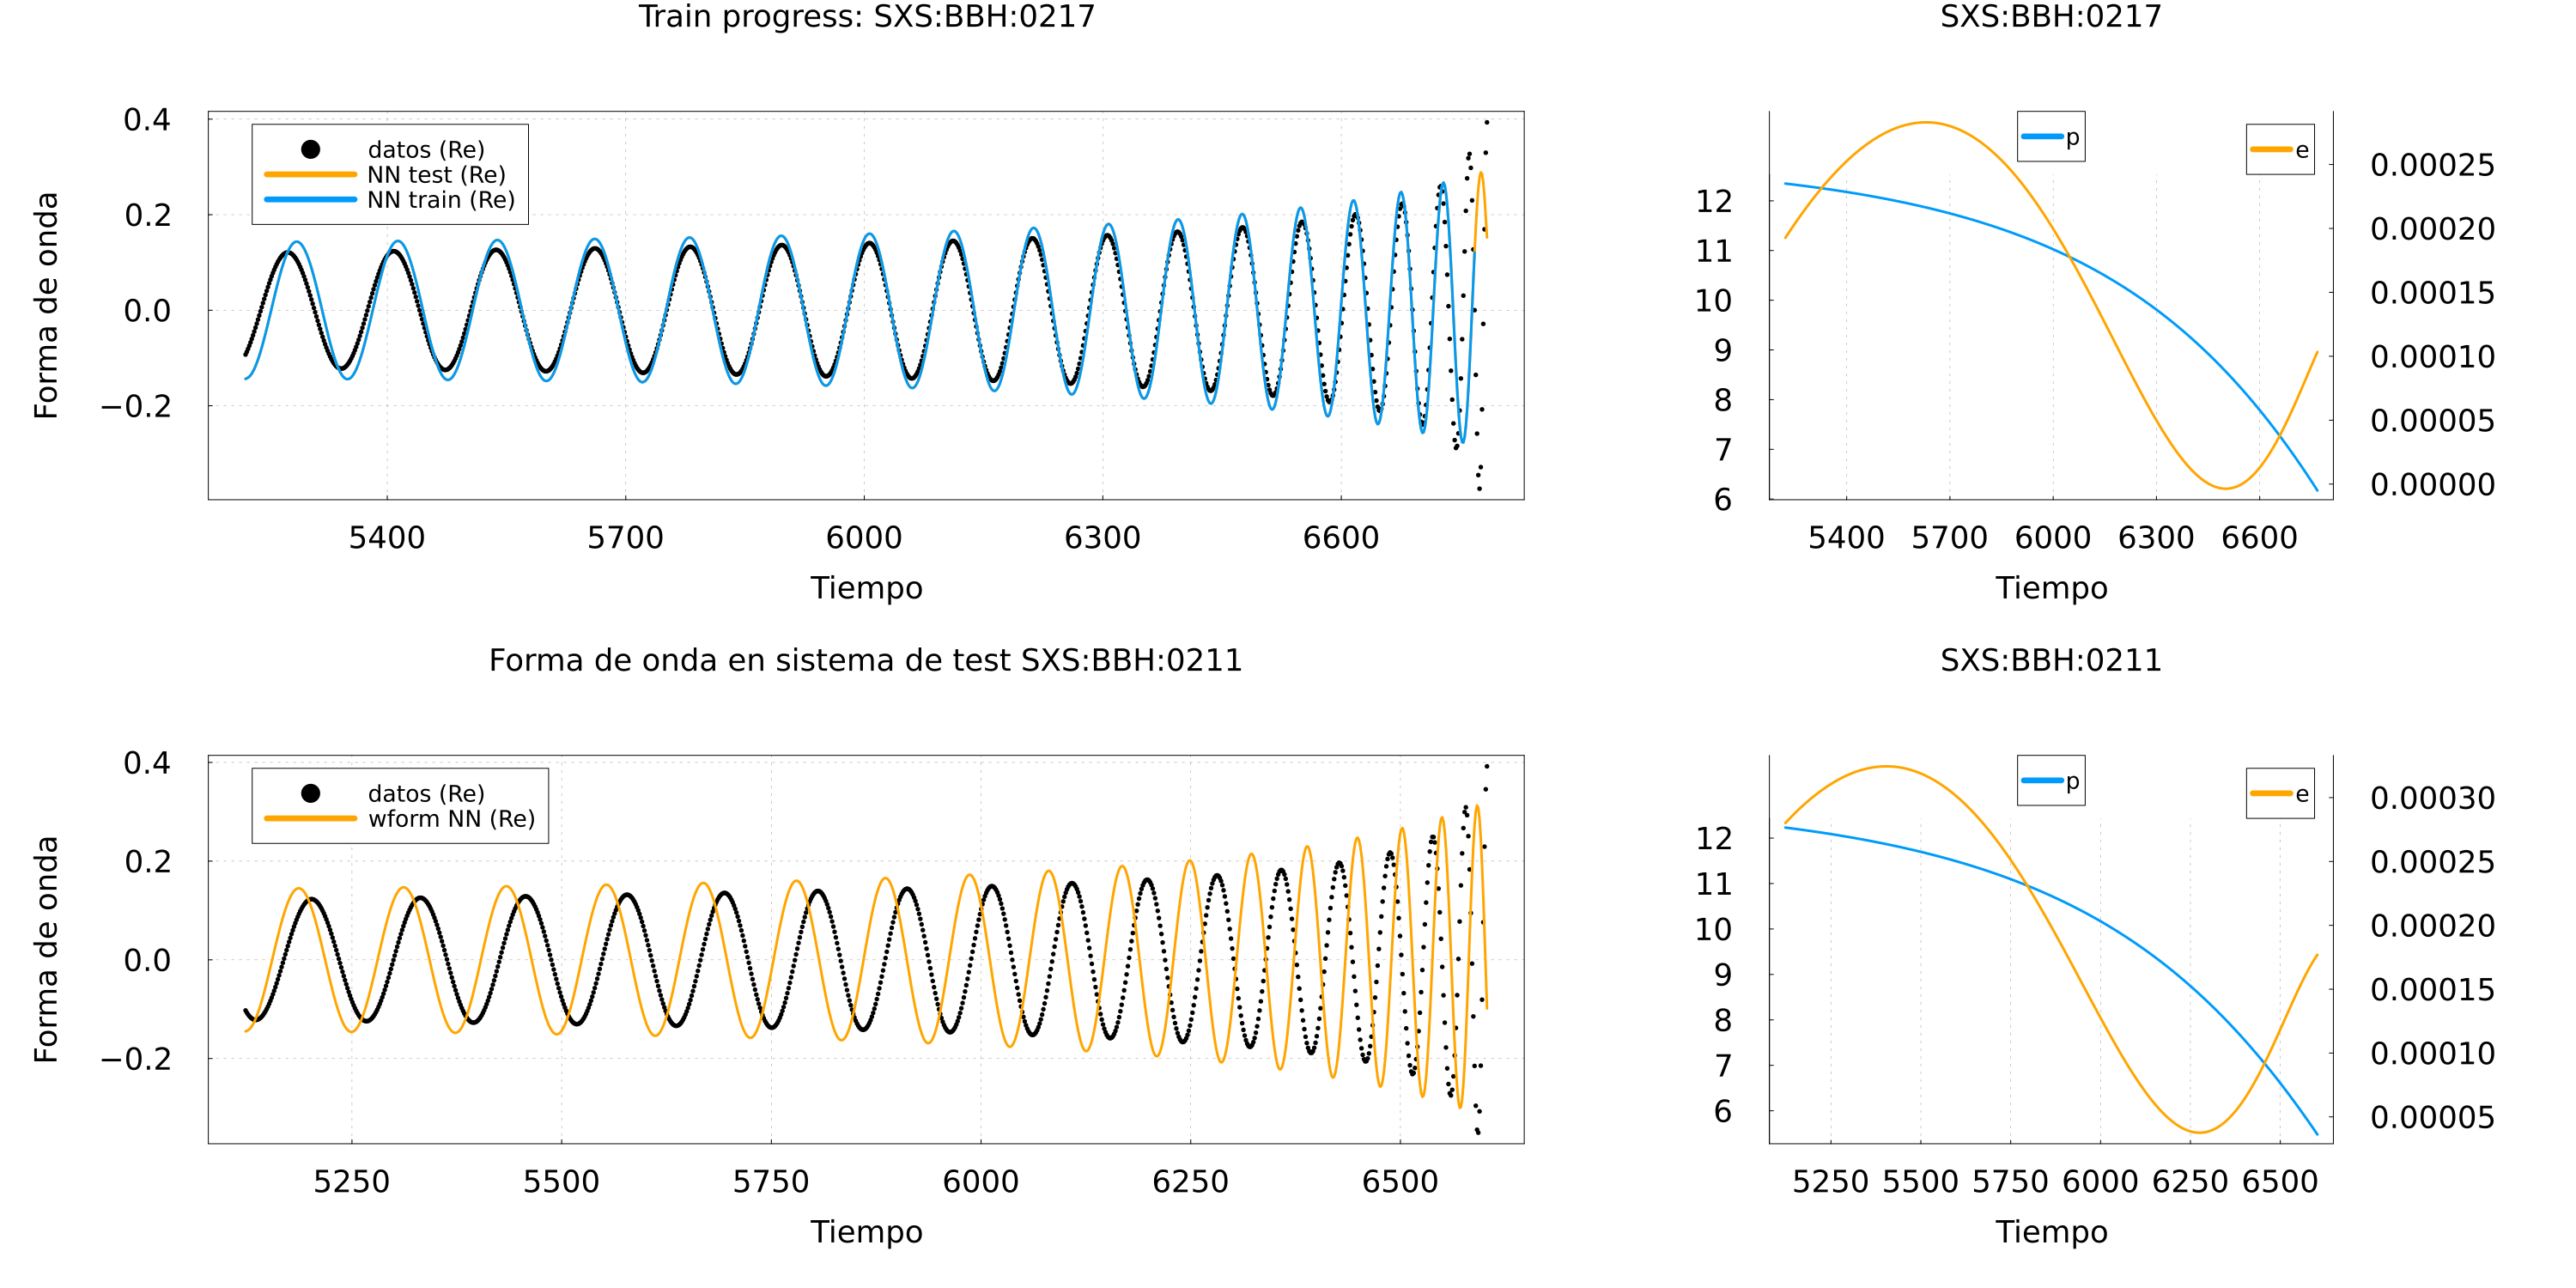 Train progress: SXS:BBH:0217
Forma de onda
0.4
0.2
0.0
−0.2
datos (Re)
NN test (Re)
NN train (Re)
5400 5700 6000 6300 6600
Tiempo
SXS:BBH:0217
12
11
10
9
8
7
6
p
e
0.00025
0.00020
0.00015
0.00010
0.00005
0.00000
5400 5700 6000 6300 6600
Tiempo
Forma de onda en sistema de test SXS:BBH:0211
Forma de onda
0.4
0.2
0.0
−0.2
datos (Re)
wform NN (Re)
5250 5500 5750 6000 6250 6500
Tiempo
SXS:BBH:0211
12
11
10
9
8
7
6
p
e
0.00030
0.00025
0.00020
0.00015
0.00010
0.00005
5250 5500 5750 6000 6250 6500
Tiempo